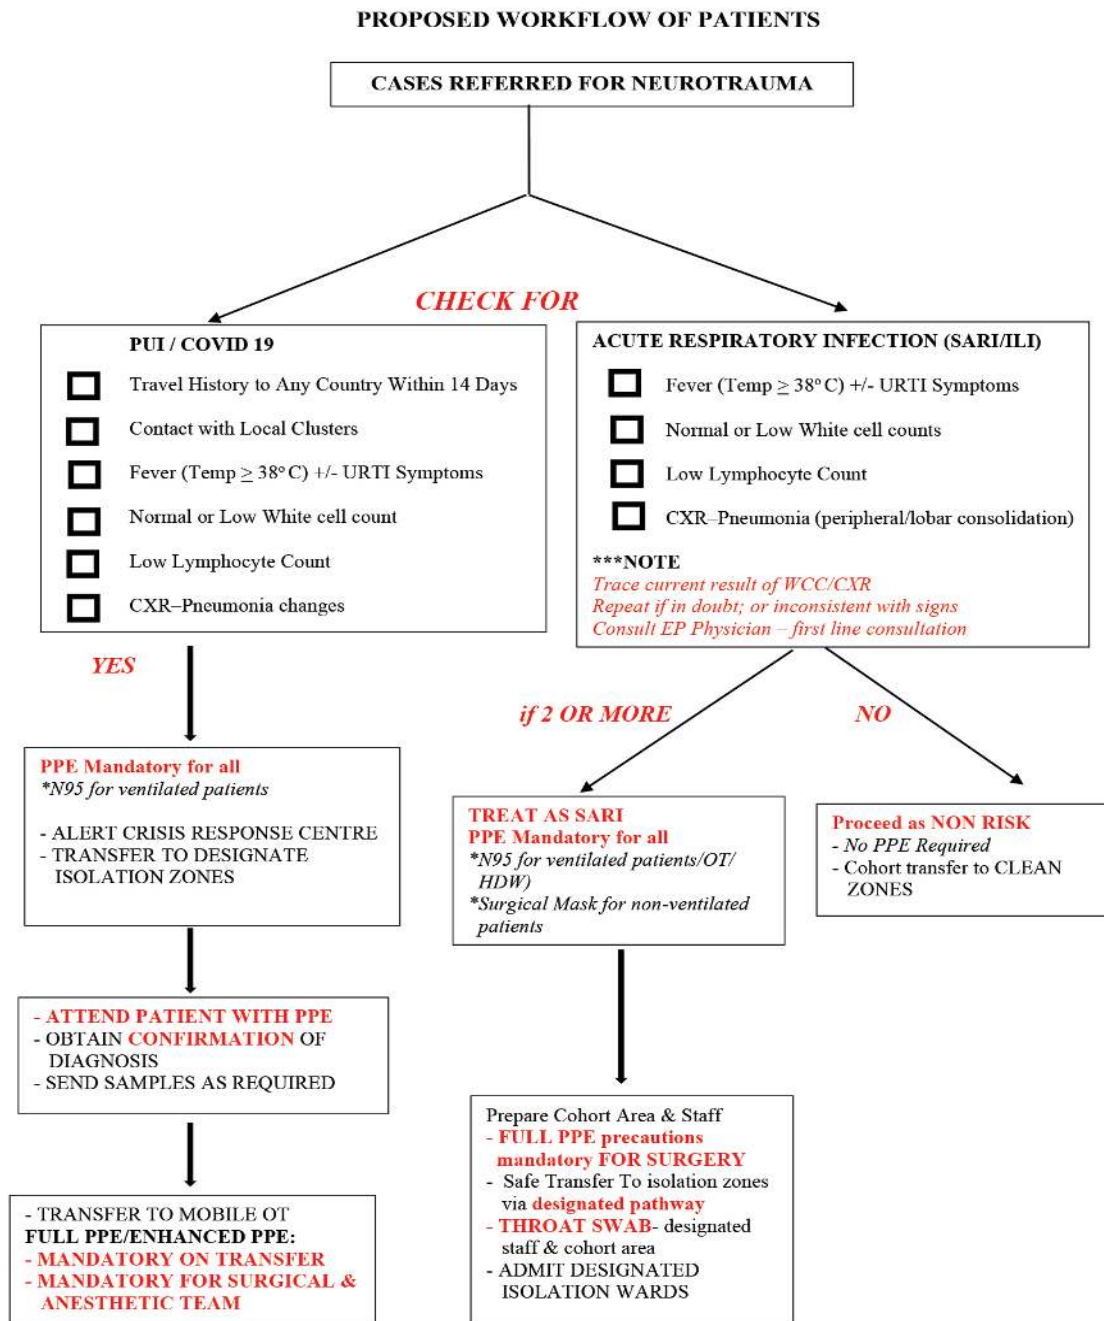 PROPOSED WORKFLOW OF PATIENTS
CASES REFERRED FOR NEUROTRAUMA
CHECK FOR
PUI / COVID 19
Travel History to Any Country Within 14 Days
Contact with Local Clusters
Fever (Temp ≥ 38° C) +/- URTI Symptoms
Normal or Low White cell count
Low Lymphocyte Count
CXR–Pneumonia changes
ACUTE RESPIRATORY INFECTION (SARI/ILI)
Fever (Temp ≥ 38° C) +/- URTI Symptoms
Normal or Low White cell counts
Low Lymphocyte Count
CXR–Pneumonia (peripheral/lobar consolidation)
***NOTE
Trace current result of WCC/CXR
Repeat if in doubt; or inconsistent with signs
Consult EP Physician – first line consultation
YES
if 2 OR MORE
NO
PPE Mandatory for all
*N95 for ventilated patients
- ALERT CRISIS RESPONSE CENTRE
- TRANSFER TO DESIGNATE
ISOLATION ZONES
TREAT AS SARI
PPE Mandatory for all
*N95 for ventilated patients/OT/
HDW)
*Surgical Mask for non-ventilated
patients
Proceed as NON RISK
- No PPE Required
- Cohort transfer to CLEAN
ZONES
- ATTEND PATIENT WITH PPE
- OBTAIN CONFIRMATION OF
DIAGNOSIS
- SEND SAMPLES AS REQUIRED
Prepare Cohort Area & Staff
- FULL PPE precautions
mandatory FOR SURGERY
- Safe Transfer To isolation zones
via designated pathway
- THROAT SWAB- designated
staff & cohort area
- ADMIT DESIGNATED
ISOLATION WARDS
- TRANSFER TO MOBILE OT
FULL PPE/ENHANCED PPE:
- MANDATORY ON TRANSFER
- MANDATORY FOR SURGICAL &
ANESTHETIC TEAM